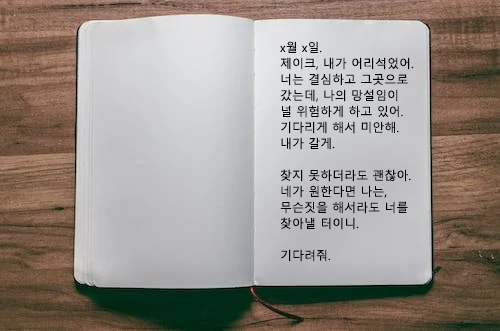 x월 x일.
제이크, 내가 어리석었어.
너는 결심하고 그곳으로
갔는데, 나의 망설임이
널 위험하게 하고 있어.
기다리게 해서 미안해.
내가 갈게.
찾지 못하더라도 괜찮아.
네가 원한다면 나는,
무슨짓을 해서라도 너를
찾아낼 터이니.
기다려줘.